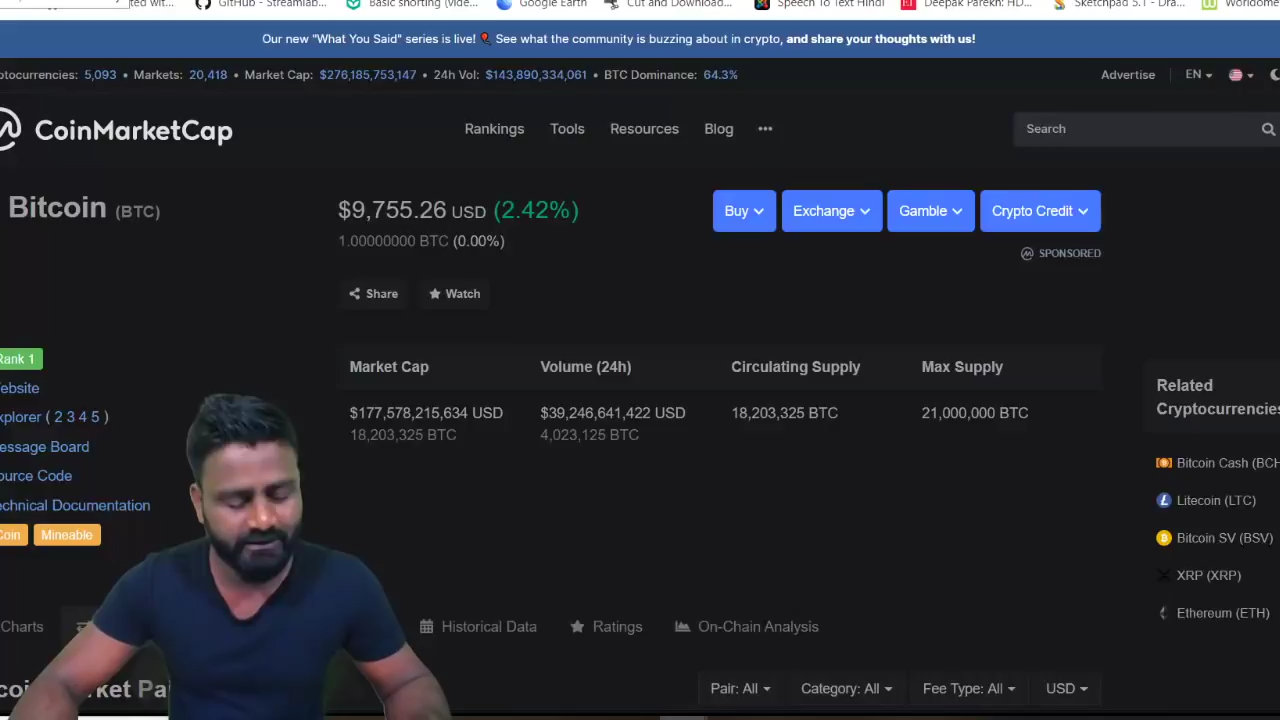 ted wit...
GitHub - Streamlab...
Basic shorting (vide...
Google Earth
Cut and Download...
Speech To Text Hindi
Deepak Parekh: HD...
Sketchpad 5.1 - Dra...
Worldome
Our new "What You Said" series is live! See what the community is buzzing about in crypto, and share your thoughts with us!
ptocurrencies: 5,093 • Markets: 20,418 • Market Cap: $276,185,753,147 • 24h Vol: $143,890,334,061 • BTC Dominance: 64.3%
Advertise
EN
CoinMarketCap
Rankings
Tools
Resources
Blog
•••
Search
Bitcoin (BTC)
$9,755.26 USD (2.42%)
1.00000000 BTC (0.00%)
Buy
Exchange
Gamble
Crypto Credit
SPONSORED
Share
Watch
Rank 1
ebsite
xplorer ( 2 3 4 5 )
essage Board
ource Code
echnical Documentation
Coin
Mineable
Market Cap
Volume (24h)
Circulating Supply
Max Supply
$177,578,215,634 USD
$39,246,641,422 USD
18,203,325 BTC
21,000,000 BTC
18,203,325 BTC
4,023,125 BTC
Related
Cryptocurrencies
Bitcoin Cash (BCH
Litecoin (LTC)
Bitcoin SV (BSV)
XRP (XRP)
Ethereum (ETH)
Charts
Historical Data
Ratings
On-Chain Analysis
Pair: All
Category: All
Fee Type: All
USD